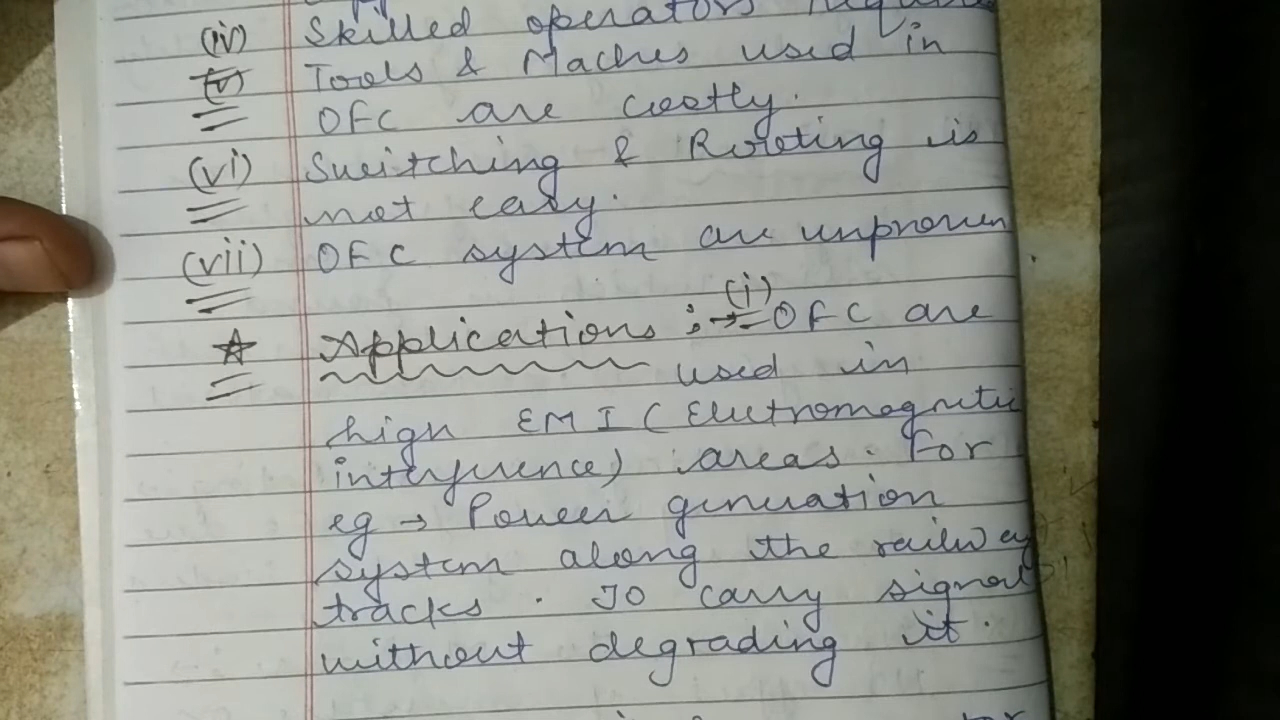 (iv) Skilled operators
(v) Tools & Maches used in
OFC are costly.
(vi) Switching & Routing is
not easy.
(vii) OFC system are unproven
☆ Applications :→ (i) OFC are
used in
high EMI (Eletromagnetic
interference) areas. For
eg → Power generation
system along the railway
tracks. To carry signal
without degrading it.